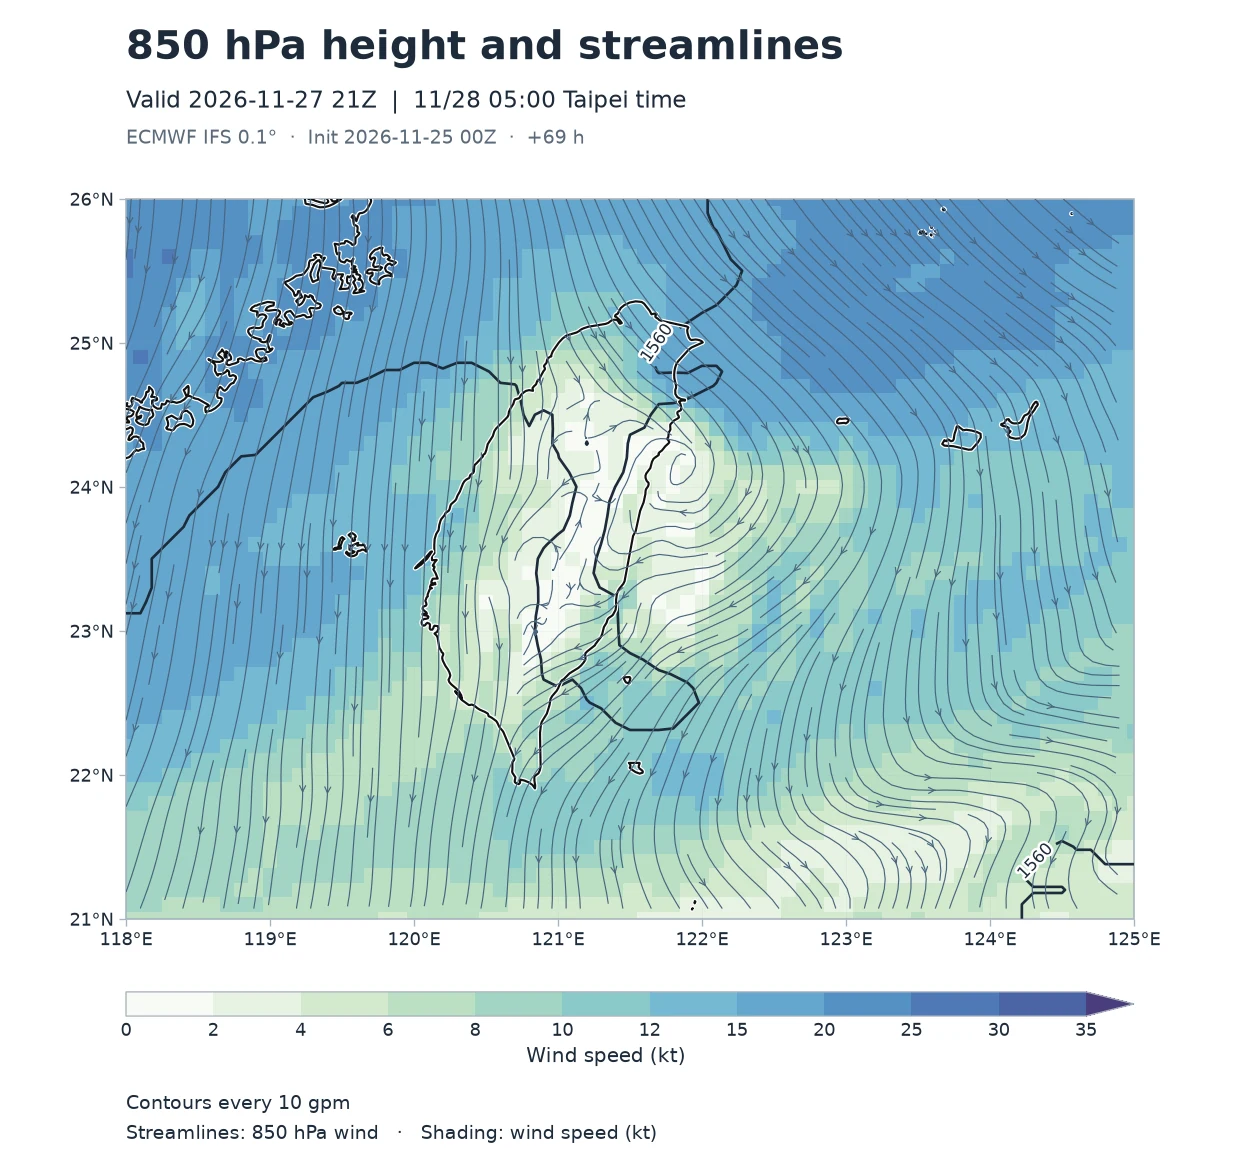 850 hPa height and streamlines
Valid 2026-11-27 21Z | 11/28 05:00 Taipei time
ECMWF IFS 0.1° · Init 2026-11-25 00Z · +69 h
26°N
25°N
24°N
23°N
22°N
21°N
1560
1560
118°E 119°E 120°E 121°E 122°E 123°E 124°E 125°E
0 2 4 6 8 10 12 15 20 25 30 35
Wind speed (kt)
Contours every 10 gpm
Streamlines: 850 hPa wind · Shading: wind speed (kt)